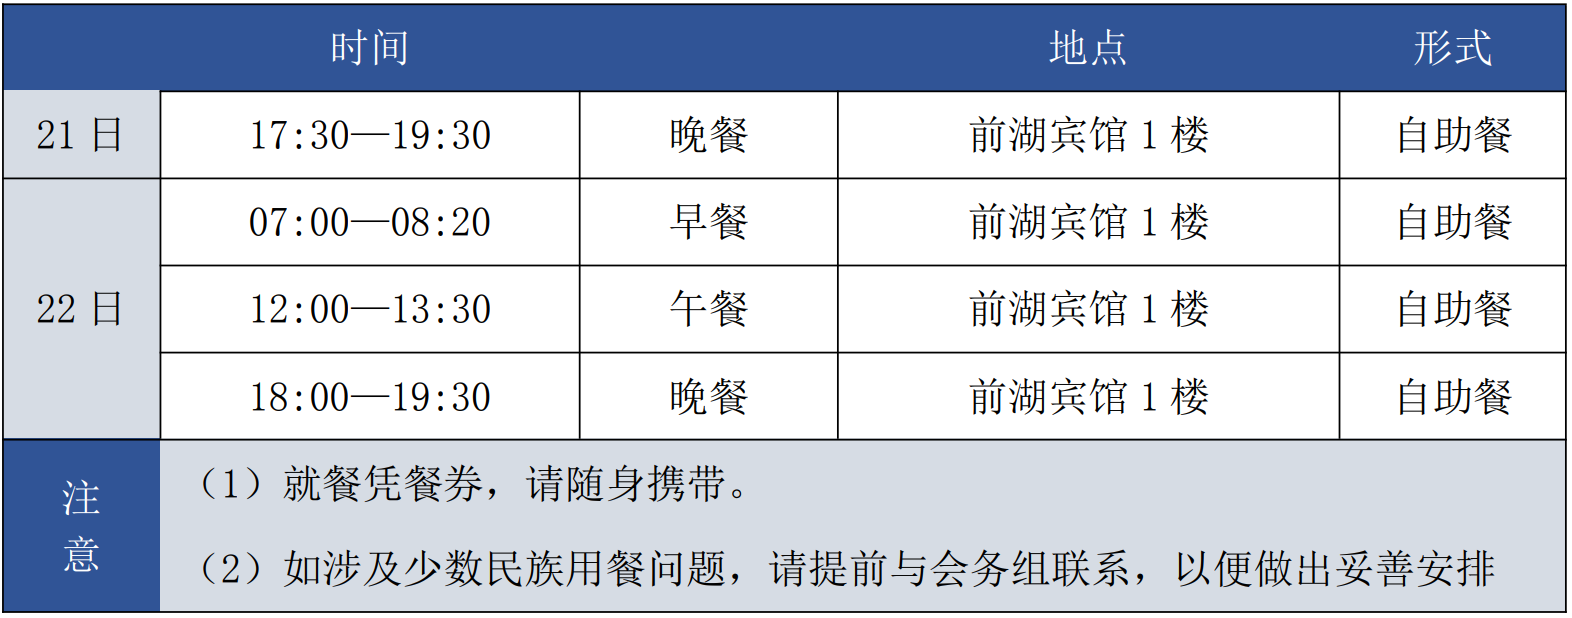 时间 地点 形式
21 日 17:30—19:30 晚餐 前湖宾馆 1 楼 自助餐
07:00—08:20 早餐 前湖宾馆 1 楼 自助餐
22 日 12:00—13:30 午餐 前湖宾馆 1 楼 自助餐
18:00—19:30 晚餐 前湖宾馆 1 楼 自助餐
注
意
（1）就餐凭餐券，请随身携带。
（2）如涉及少数民族用餐问题，请提前与会务组联系，以便做出妥善安排